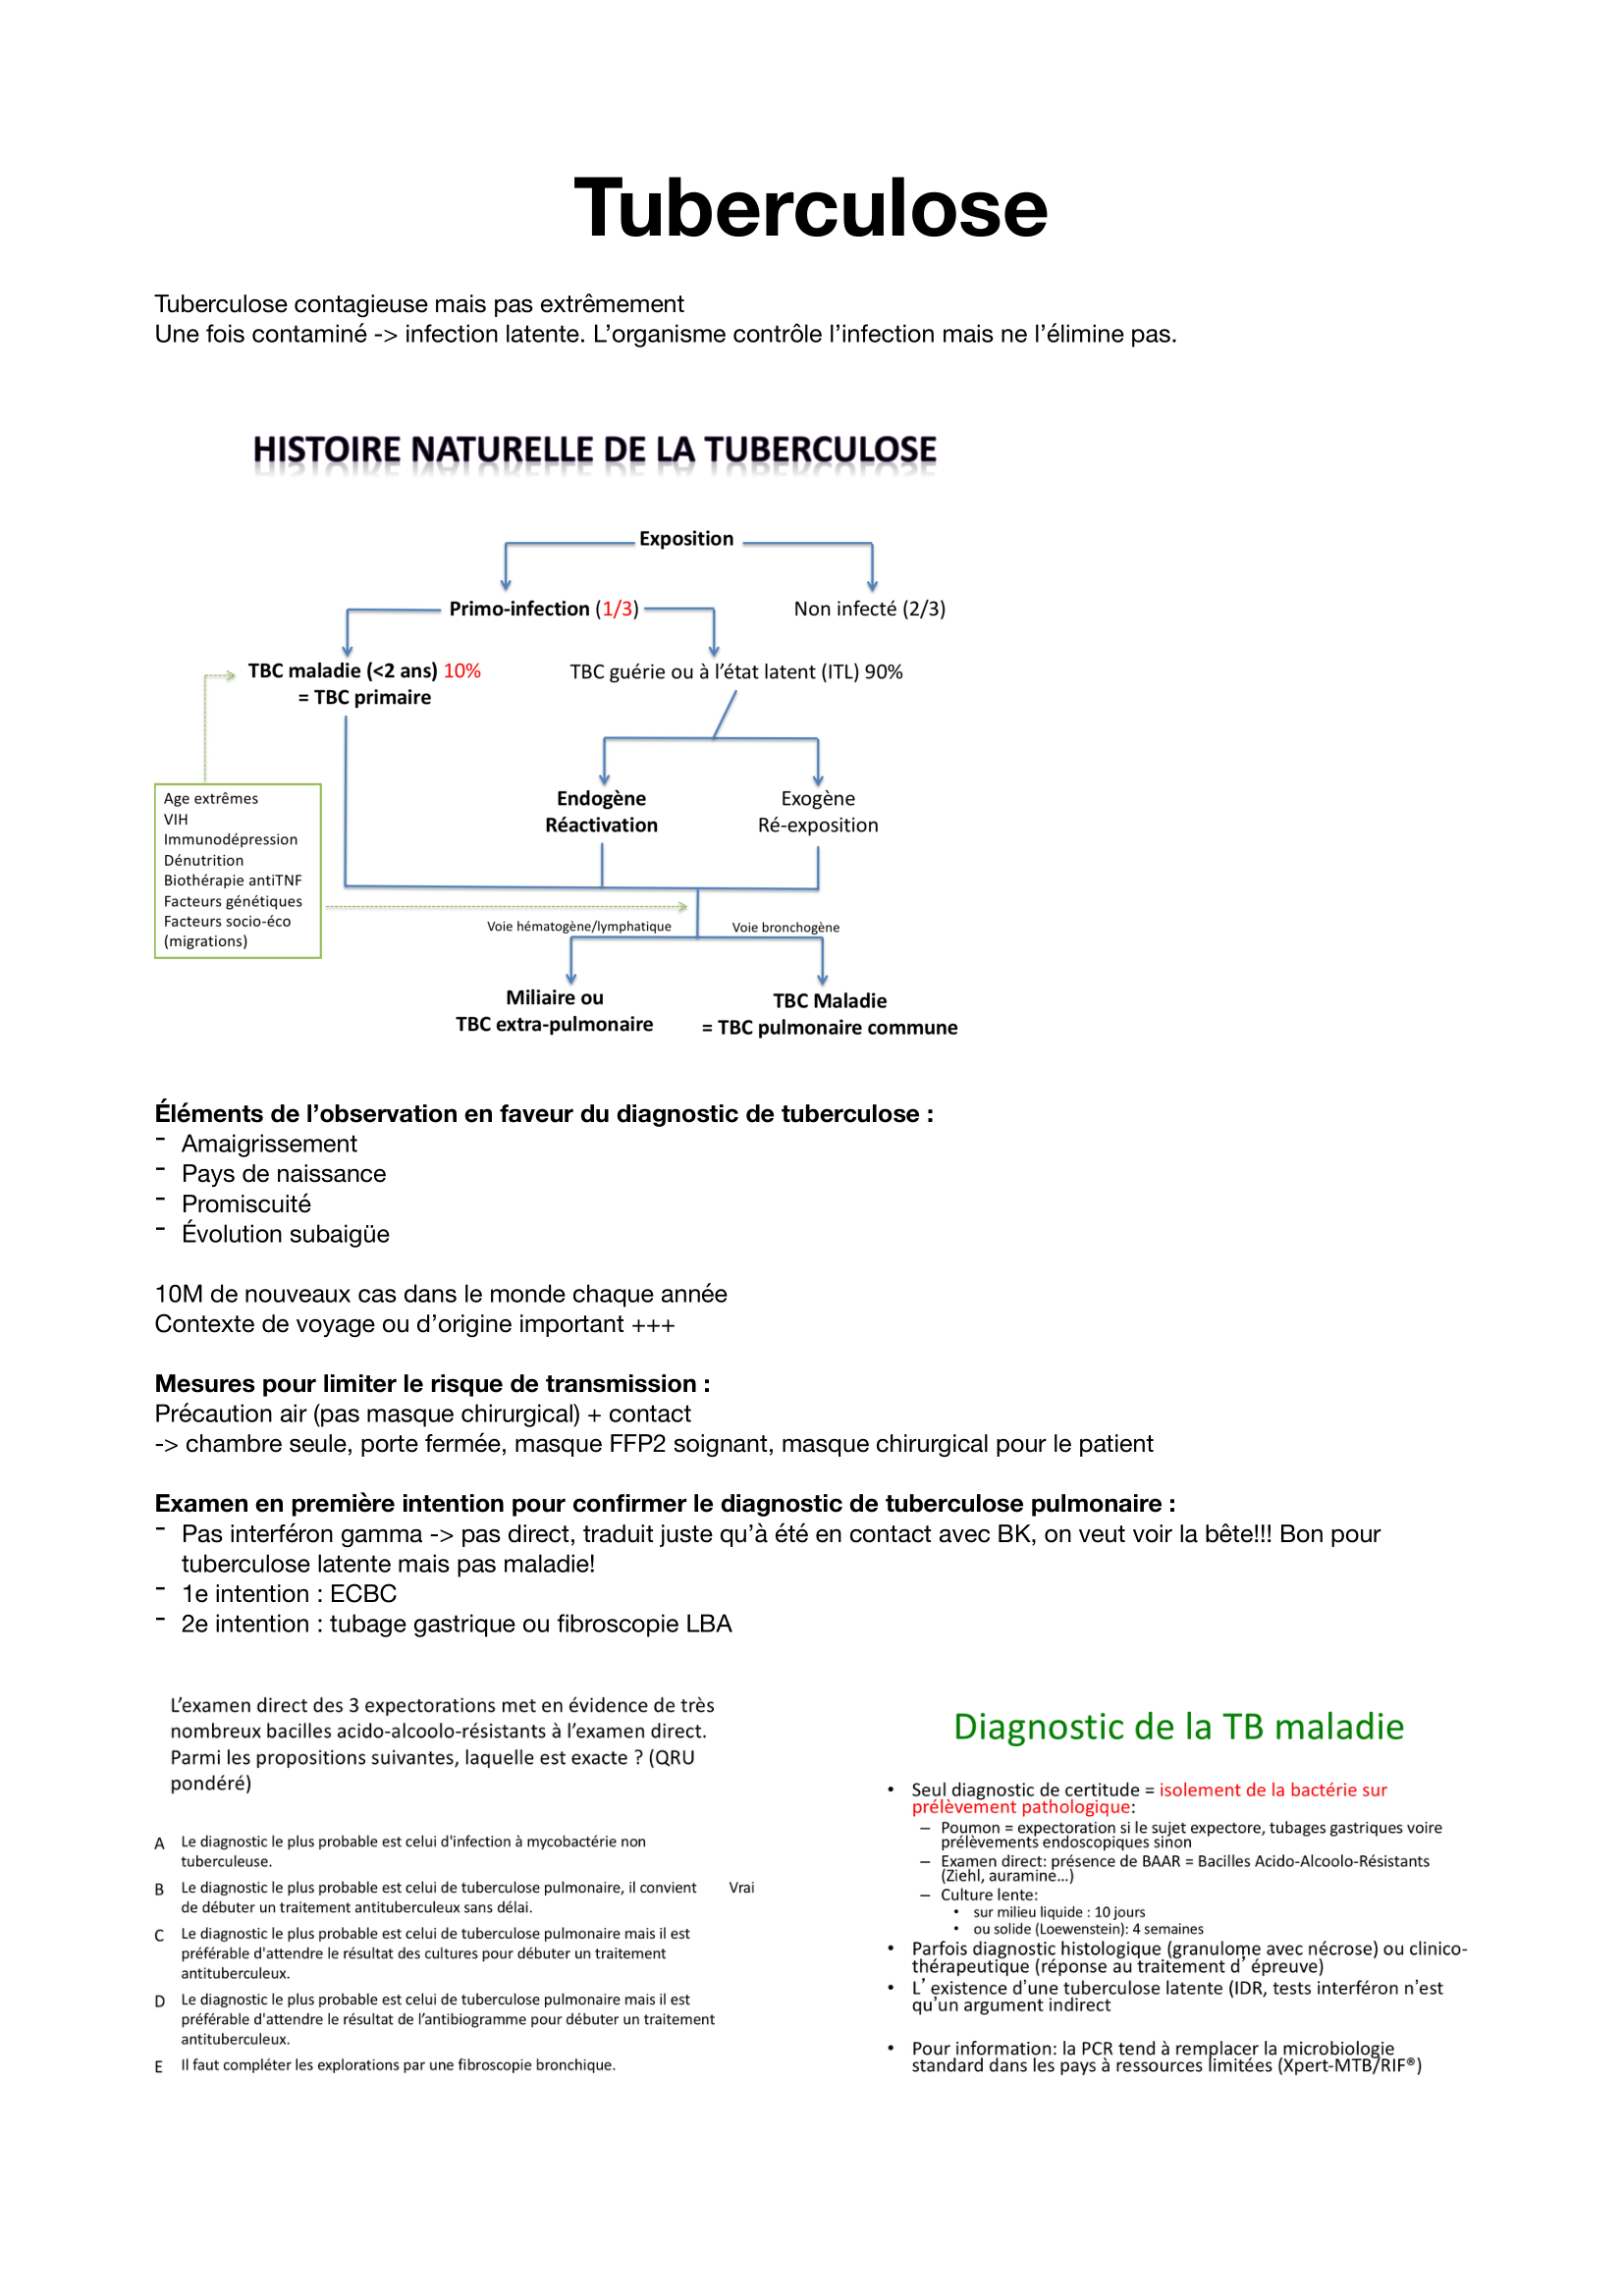 Tuberculose
Tuberculose contagieuse mais pas extrêmement
Une fois contaminé -> infection latente. L’organisme contrôle l’infection mais ne l’élimine pas.
HISTOIRE NATURELLE DE LA TUBERCULOSE
Exposition
Primo-infection (1/3)
Non infecté (2/3)
TBC maladie (<2 ans) 10%
= TBC primaire
TBC guérie ou à l’état latent (ITL) 90%
Endogène
Réactivation
Exogène
Ré-exposition
Age extrêmes
VIH
Immunodépression
Dénutrition
Biothérapie antiTNF
Facteurs génétiques
Facteurs socio-éco
(migrations)
Voie hématogène/lymphatique
Voie bronchogène
Miliaire ou
TBC extra-pulmonaire
TBC Maladie
= TBC pulmonaire commune
Éléments de l’observation en faveur du diagnostic de tuberculose :
- Amaigrissement
- Pays de naissance
- Promiscuité
- Évolution subaigüe
10M de nouveaux cas dans le monde chaque année
Contexte de voyage ou d’origine important +++
Mesures pour limiter le risque de transmission :
Précaution air (pas masque chirurgical) + contact
-> chambre seule, porte fermée, masque FFP2 soignant, masque chirurgical pour le patient
Examen en première intention pour confirmer le diagnostic de tuberculose pulmonaire :
- Pas interféron gamma -> pas direct, traduit juste qu’à été en contact avec BK, on veut voir la bête!!! Bon pour
tuberculose latente mais pas maladie!
- 1e intention : ECBC
- 2e intention : tubage gastrique ou fibroscopie LBA
L’examen direct des 3 expectorations met en évidence de très
nombreux bacilles acido-alcoolo-résistants à l’examen direct.
Parmi les propositions suivantes, laquelle est exacte ? (QRU
pondéré)
A Le diagnostic le plus probable est celui d'infection à mycobactérie non
tuberculeuse.
B Le diagnostic le plus probable est celui de tuberculose pulmonaire, il convient Vrai
de débuter un traitement antituberculeux sans délai.
C Le diagnostic le plus probable est celui de tuberculose pulmonaire mais il est
préférable d'attendre le résultat des cultures pour débuter un traitement
antituberculeux.
D Le diagnostic le plus probable est celui de tuberculose pulmonaire mais il est
préférable d'attendre le résultat de l’antibiogramme pour débuter un traitement
antituberculeux.
E Il faut compléter les explorations par une fibroscopie bronchique.
Diagnostic de la TB maladie
• Seul diagnostic de certitude = isolement de la bactérie sur
prélèvement pathologique:
– Poumon = expectoration si le sujet expectore, tubages gastriques voire
prélèvements endoscopiques sinon
– Examen direct: présence de BAAR = Bacilles Acido-Alcoolo-Résistants
(Ziehl, auramine…)
– Culture lente:
• sur milieu liquide : 10 jours
• ou solide (Loewenstein): 4 semaines
• Parfois diagnostic histologique (granulome avec nécrose) ou clinico-
thérapeutique (réponse au traitement d’ épreuve)
• L’ existence d’une tuberculose latente (IDR, tests interféron n’est
qu’un argument indirect
• Pour information: la PCR tend à remplacer la microbiologie
standard dans les pays à ressources limitées (Xpert-MTB/RIF®)